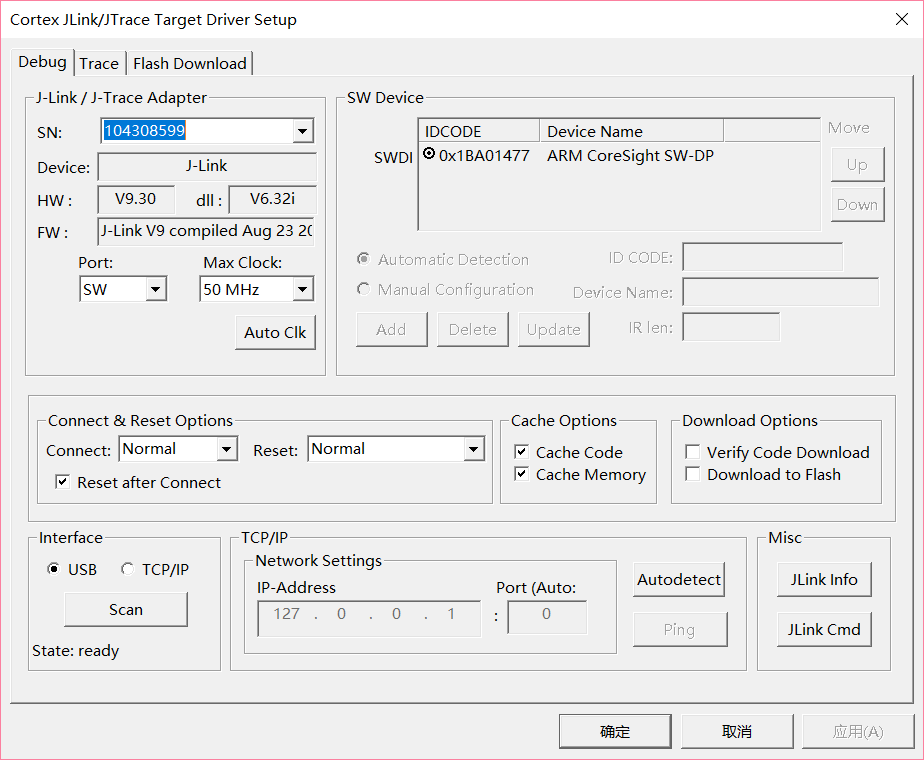 Cortex JLink/JTrace Target Driver Setup
Debug Trace Flash Download
J-Link / J-Trace Adapter
SN: 104308599
Device: J-Link
HW : V9.30 dll : V6.32i
FW : J-Link V9 compiled Aug 23 20
Port: Max Clock:
SW 50 MHz
Auto Clk
SW Device
IDCODE Device Name
SWDI 0x1BA01477 ARM CoreSight SW-DP
Move
Up
Down
Automatic Detection ID CODE:
Manual Configuration Device Name:
Add Delete Update IR len:
Connect & Reset Options
Connect: Normal Reset: Normal
Reset after Connect
Cache Options
Cache Code
Cache Memory
Download Options
Verify Code Download
Download to Flash
Interface
USB TCP/IP
Scan
State: ready
TCP/IP
Network Settings
IP-Address Port (Auto:
127 . 0 . 0 . 1 : 0
Autodetect
Ping
Misc
JLink Info
JLink Cmd
确定 取消 应用(A)